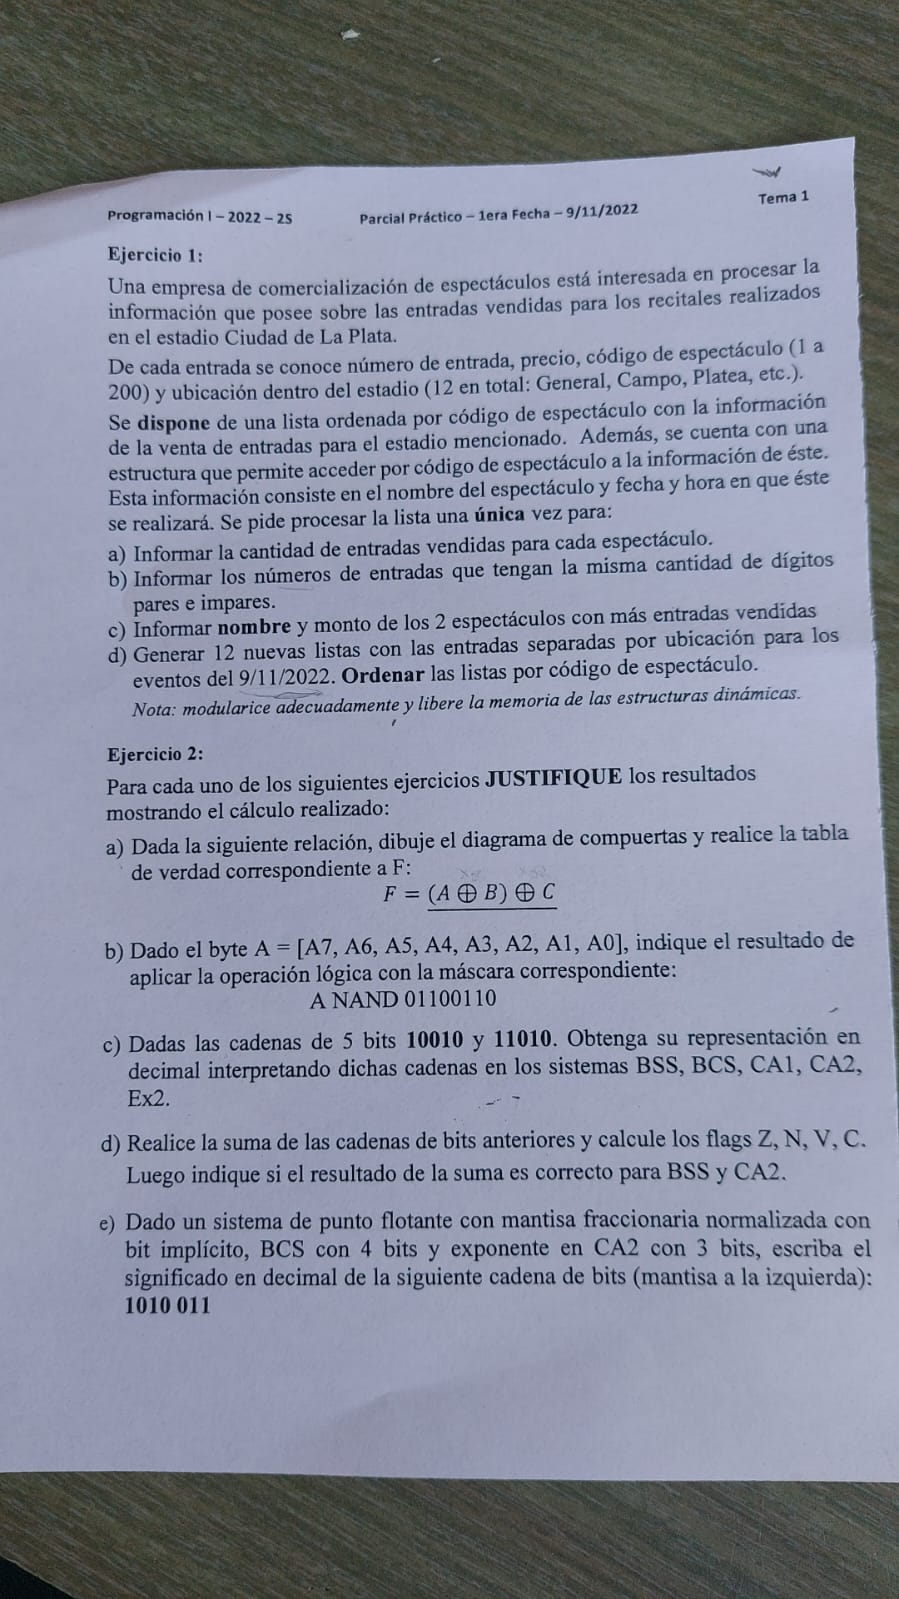 Programación I – 2022 – 2S Parcial Práctico – 1era Fecha – 9/11/2022 Tema 1
Ejercicio 1:
Una empresa de comercialización de espectáculos está interesada en procesar la
información que posee sobre las entradas vendidas para los recitales realizados
en el estadio Ciudad de La Plata.
De cada entrada se conoce número de entrada, precio, código de espectáculo (1 a
200) y ubicación dentro del estadio (12 en total: General, Campo, Platea, etc.).
Se dispone de una lista ordenada por código de espectáculo con la información
de la venta de entradas para el estadio mencionado. Además, se cuenta con una
estructura que permite acceder por código de espectáculo a la información de éste.
Esta información consiste en el nombre del espectáculo y fecha y hora en que éste
se realizará. Se pide procesar la lista una única vez para:
a) Informar la cantidad de entradas vendidas para cada espectáculo.
b) Informar los números de entradas que tengan la misma cantidad de dígitos
pares e impares.
c) Informar nombre y monto de los 2 espectáculos con más entradas vendidas
d) Generar 12 nuevas listas con las entradas separadas por ubicación para los
eventos del 9/11/2022. Ordenar las listas por código de espectáculo.
Nota: modularice adecuadamente y libere la memoria de las estructuras dinámicas.
Ejercicio 2:
Para cada uno de los siguientes ejercicios JUSTIFIQUE los resultados
mostrando el cálculo realizado:
a) Dada la siguiente relación, dibuje el diagrama de compuertas y realice la tabla
de verdad correspondiente a F:
F = (A ⊕ B) ⊕ C
b) Dado el byte A = [A7, A6, A5, A4, A3, A2, A1, A0], indique el resultado de
aplicar la operación lógica con la máscara correspondiente:
A NAND 01100110
c) Dadas las cadenas de 5 bits 10010 y 11010. Obtenga su representación en
decimal interpretando dichas cadenas en los sistemas BSS, BCS, CA1, CA2,
Ex2.
d) Realice la suma de las cadenas de bits anteriores y calcule los flags Z, N, V, C.
Luego indique si el resultado de la suma es correcto para BSS y CA2.
e) Dado un sistema de punto flotante con mantisa fraccionaria normalizada con
bit implícito, BCS con 4 bits y exponente en CA2 con 3 bits, escriba el
significado en decimal de la siguiente cadena de bits (mantisa a la izquierda):
1010 011